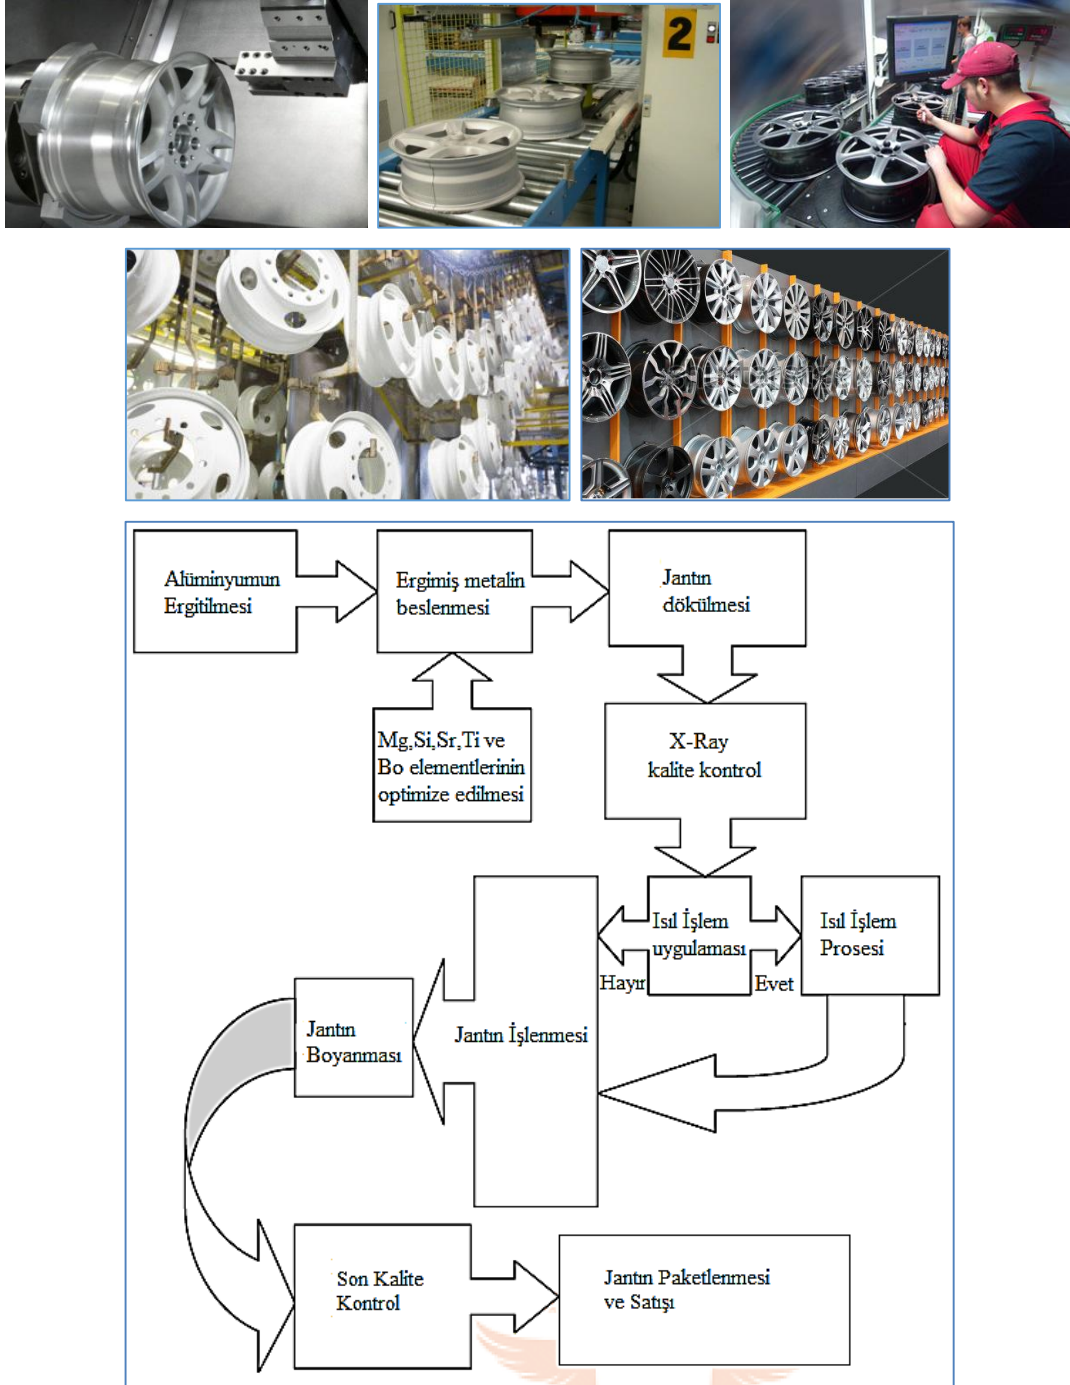 2
Alüminyumun
Ergitilmesi
Ergimiş metalin
beslenmesi
Jantın
dökülmesi
Mg,Si,Sr,Ti ve
Bo elementlerinin
optimize edilmesi
X-Ray
kalite kontrol
Isıl İşlem
uygulaması
Hayır
Evet
Isıl İşlem
Prosesi
Jantın İşlenmesi
Jantın
Boyanması
Son Kalite
Kontrol
Jantın Paketlenmesi
ve Satışı